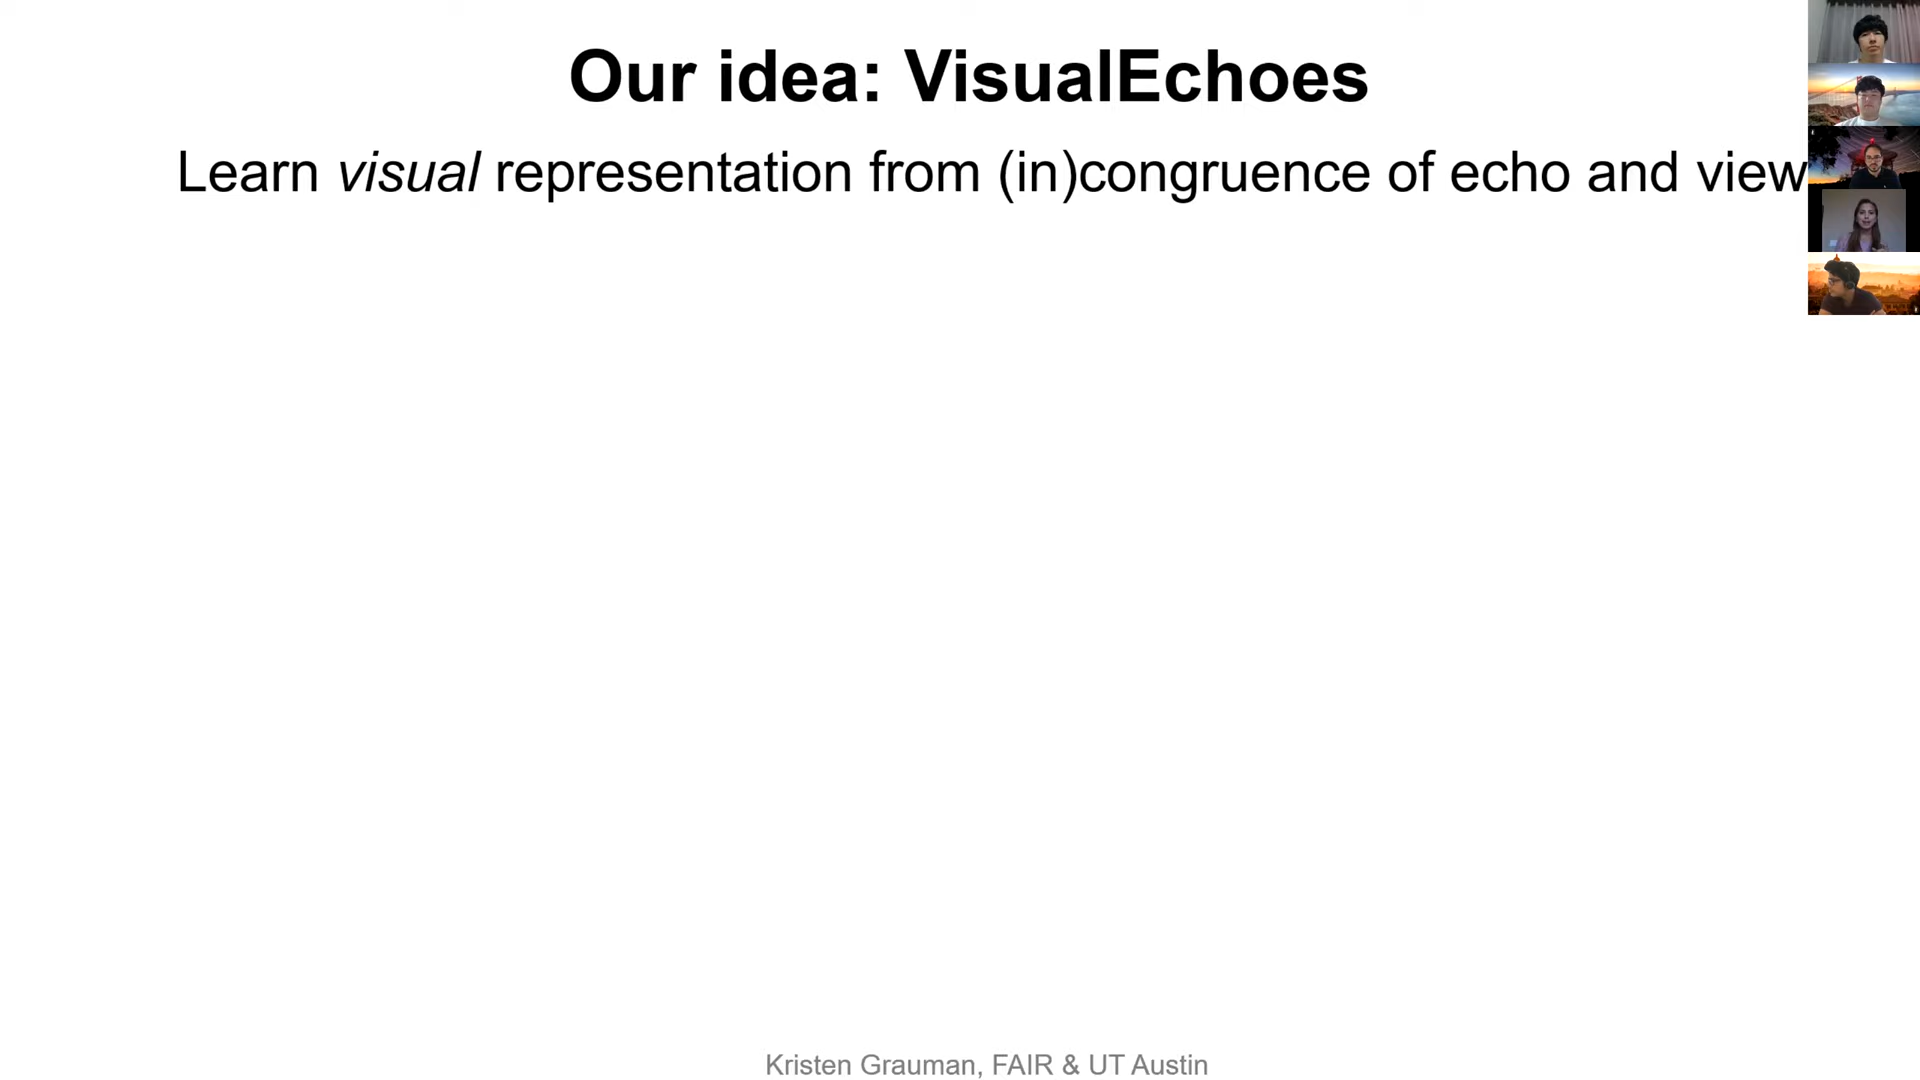 Our idea: VisualEchoes
Learn visual representation from (in)congruence of echo and view
Kristen Grauman, FAIR & UT Austin